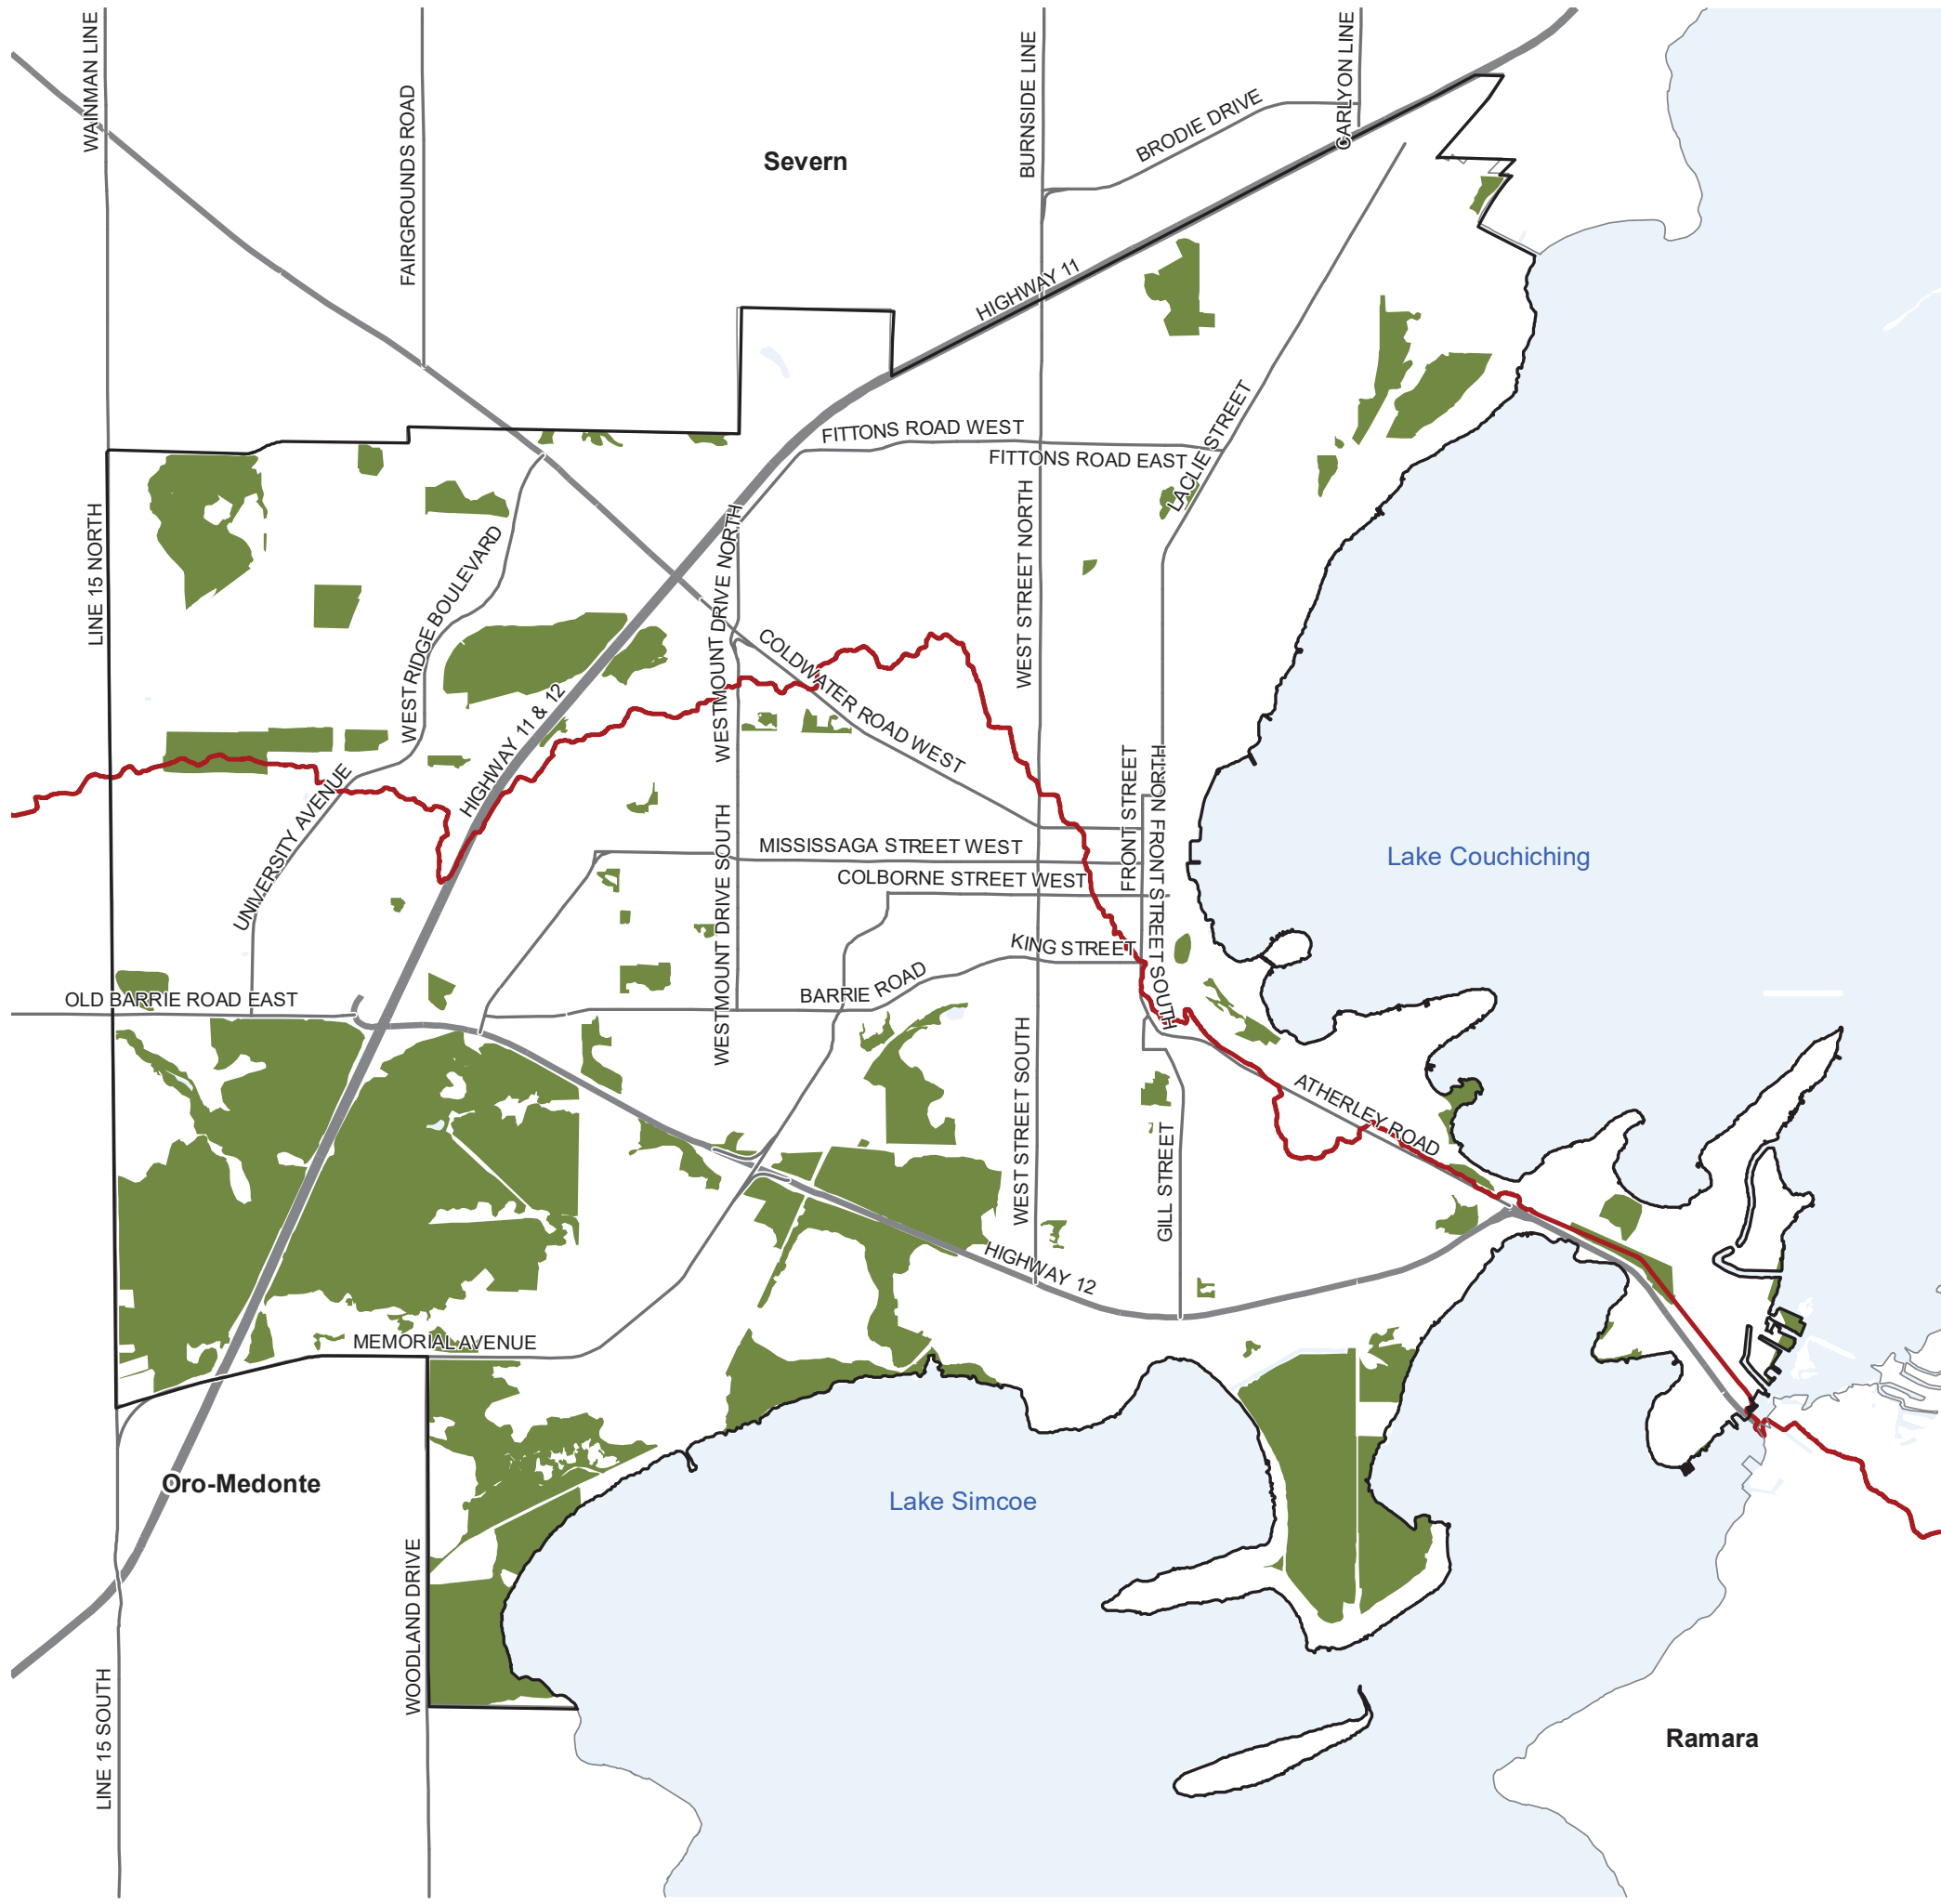 WAINMAN LINE
FAIRGROUNDS ROAD
BURNSIDE LINE
CARLYON LINE
BRODIE DRIVE
Severn
HIGHWAY 11
FITTONS ROAD WEST
FITTONS ROAD EAST
LACLIE STREET
LINE 15 NORTH
WEST RIDGE BOULEVARD
WESTMOUNT DRIVE NORTH
WEST STREET NORTH
COLDWATER ROAD WEST
HIGHWAY 11 & 12
UNIVERSITY AVENUE
FRONT STREET
FRONT STREET NORTH
MISSISSAGA STREET WEST
Lake Couchiching
COLBORNE STREET WEST
WESTMOUNT DRIVE SOUTH
KING STREET
FRONT STREET SOUTH
BARRIE ROAD
OLD BARRIE ROAD EAST
WEST STREET SOUTH
ATHERLEY ROAD
GILL STREET
HIGHWAY 12
MEMORIAL AVENUE
Oro-Medonte
Lake Simcoe
WOODLAND DRIVE
LINE 15 SOUTH
Ramara